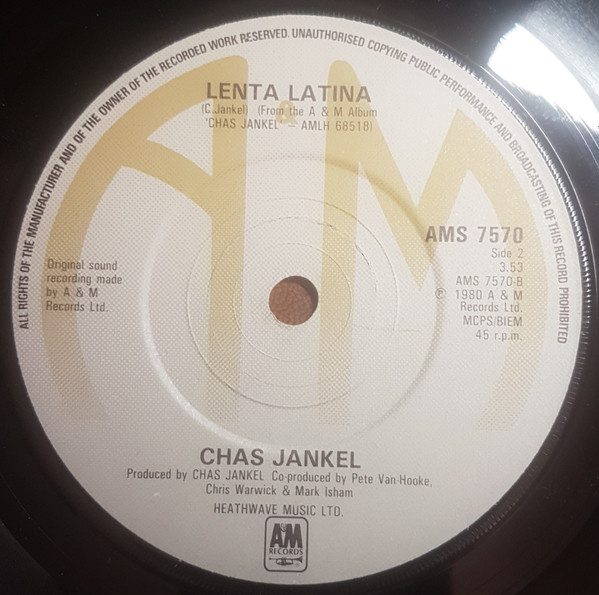 ALL RIGHTS OF THE MANUFACTURER AND OF THE OWNER OF THE RECORDED WORK RESERVED. UNAUTHORISED COPYING PUBLIC PERFORMANCE AND BROADCASTING OF THIS RECORD PROHIBITED
LENTA LATINA
(C.Jankel) (From the A & M Album
'CHAS JANKEL' – AMLH 68518)
AMS 7570
Side 2
3.53
AMS 7570-B
℗ 1980 A & M
Records Ltd.
MCPS/BIEM
45 r.p.m.
Original sound
recording made
by A & M
Records Ltd.
CHAS JANKEL
Produced by CHAS JANKEL Co-produced by Pete Van-Hooke,
Chris Warwick & Mark Isham
HEATHWAVE MUSIC LTD.
A&M
RECORDS